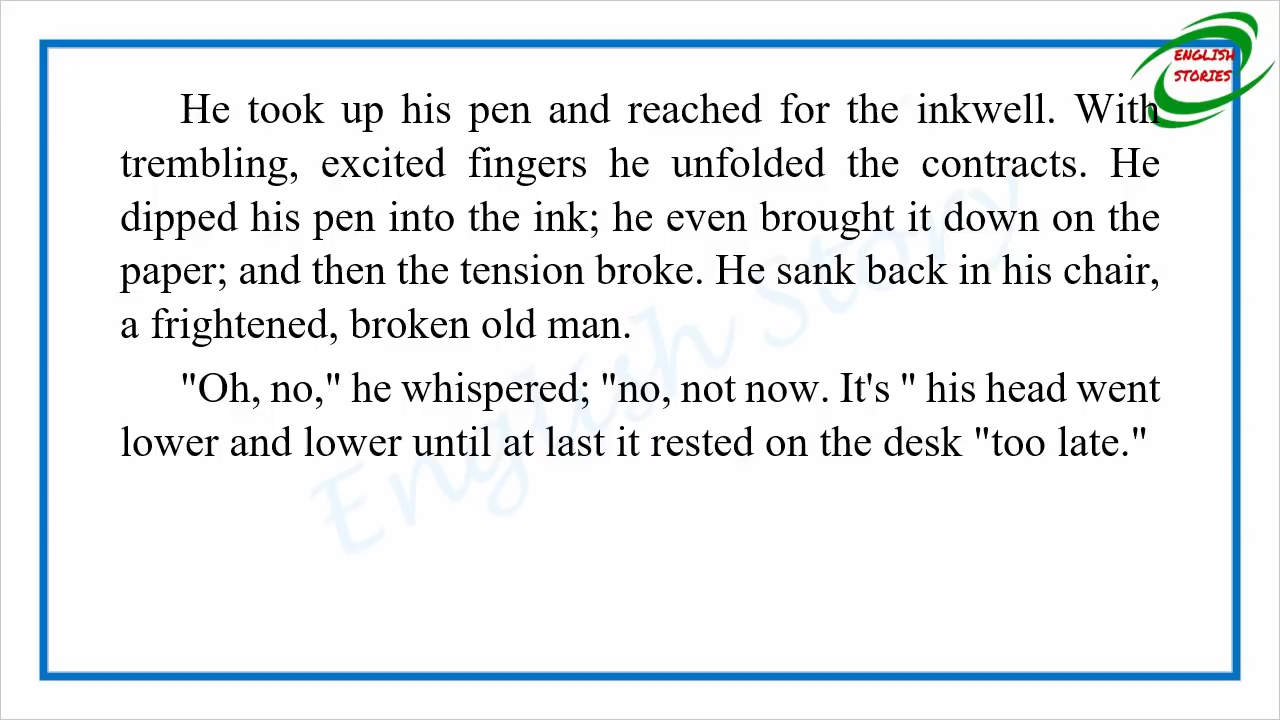 ENGLISH
STORIES
He took up his pen and reached for the inkwell. With
trembling, excited fingers he unfolded the contracts. He
dipped his pen into the ink; he even brought it down on the
paper; and then the tension broke. He sank back in his chair,
a frightened, broken old man.
"Oh, no," he whispered; "no, not now. It's " his head went
lower and lower until at last it rested on the desk "too late."
English Story